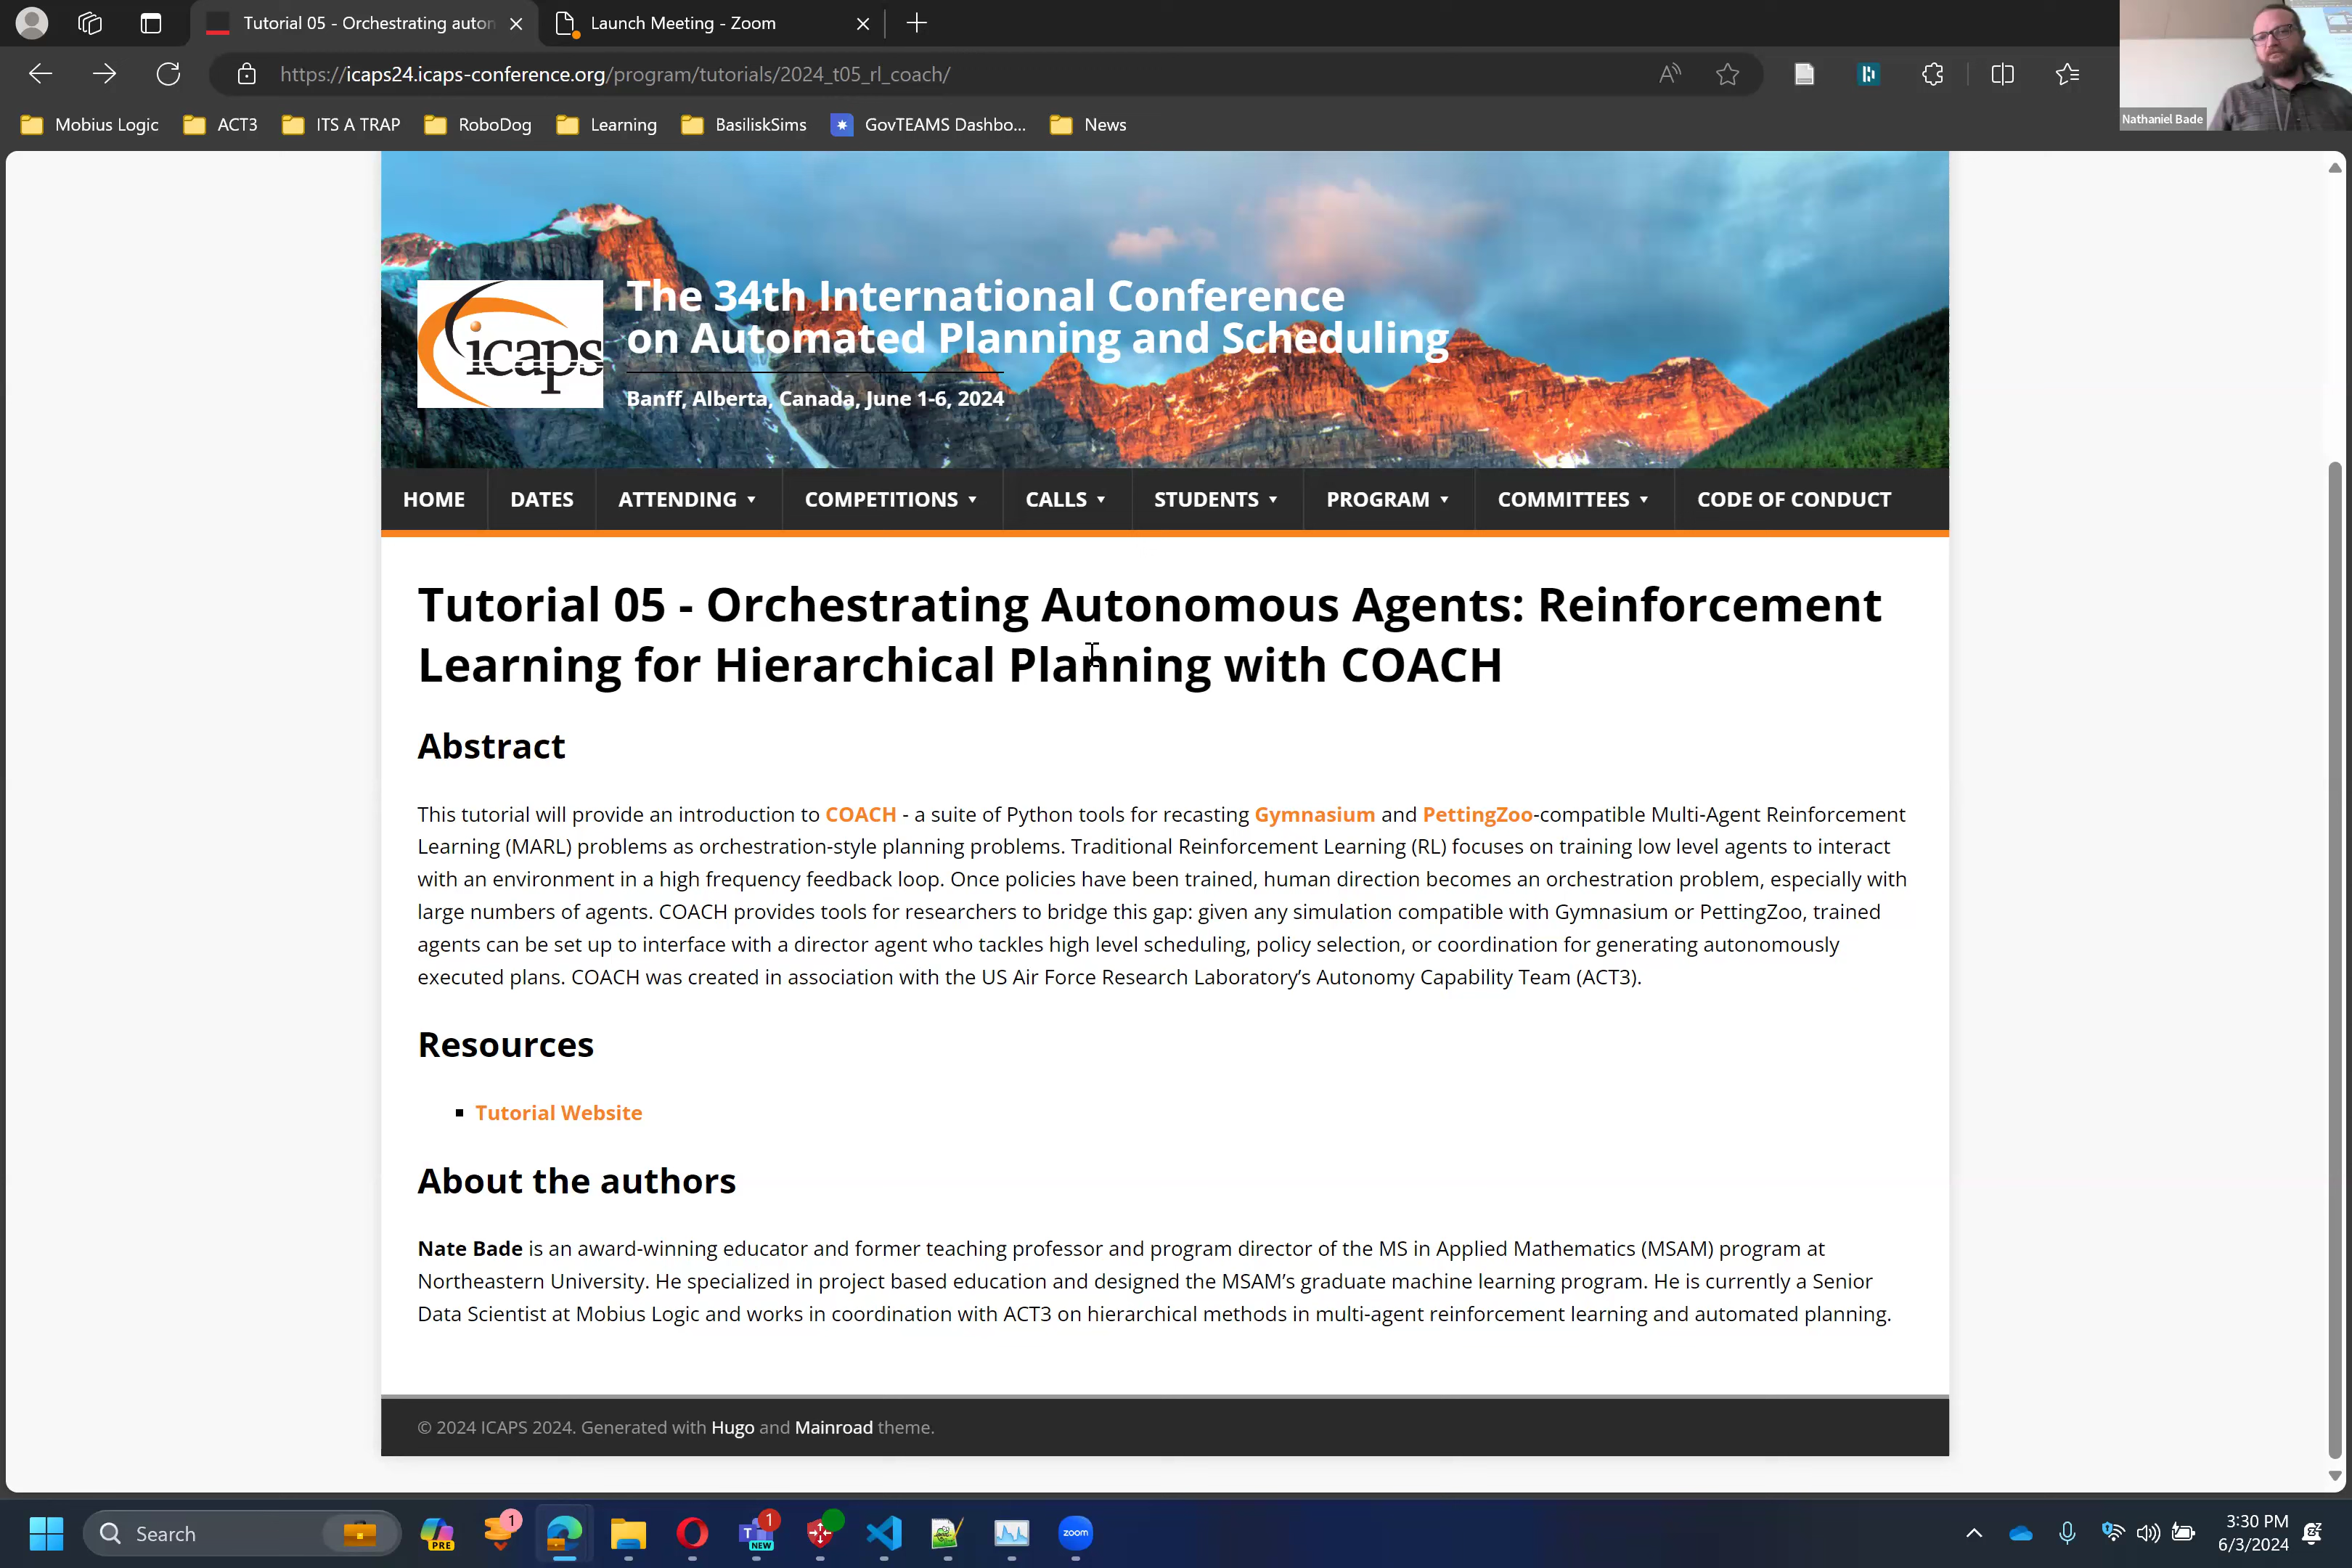 Tutorial 05 - Orchestrating auton
Launch Meeting - Zoom
https://icaps24.icaps-conference.org/program/tutorials/2024_t05_rl_coach/
Mobius Logic
ACT3
ITS A TRAP
RoboDog
Learning
BasiliskSims
GovTEAMS Dashbo...
News
Nathaniel Bade
icaps
The 34th International Conference
on Automated Planning and Scheduling
Banff, Alberta, Canada, June 1-6, 2024
HOME DATES ATTENDING COMPETITIONS CALLS STUDENTS PROGRAM COMMITTEES CODE OF CONDUCT
Tutorial 05 - Orchestrating Autonomous Agents: Reinforcement
Learning for Hierarchical Planning with COACH
Abstract
This tutorial will provide an introduction to COACH - a suite of Python tools for recasting Gymnasium and PettingZoo-compatible Multi-Agent Reinforcement
Learning (MARL) problems as orchestration-style planning problems. Traditional Reinforcement Learning (RL) focuses on training low level agents to interact
with an environment in a high frequency feedback loop. Once policies have been trained, human direction becomes an orchestration problem, especially with
large numbers of agents. COACH provides tools for researchers to bridge this gap: given any simulation compatible with Gymnasium or PettingZoo, trained
agents can be set up to interface with a director agent who tackles high level scheduling, policy selection, or coordination for generating autonomously
executed plans. COACH was created in association with the US Air Force Research Laboratory’s Autonomy Capability Team (ACT3).
Resources
Tutorial Website
About the authors
Nate Bade is an award-winning educator and former teaching professor and program director of the MS in Applied Mathematics (MSAM) program at
Northeastern University. He specialized in project based education and designed the MSAM’s graduate machine learning program. He is currently a Senior
Data Scientist at Mobius Logic and works in coordination with ACT3 on hierarchical methods in multi-agent reinforcement learning and automated planning.
© 2024 ICAPS 2024. Generated with Hugo and Mainroad theme.
Search
PRE
1
1
NEW
zoom
3:30 PM
6/3/2024